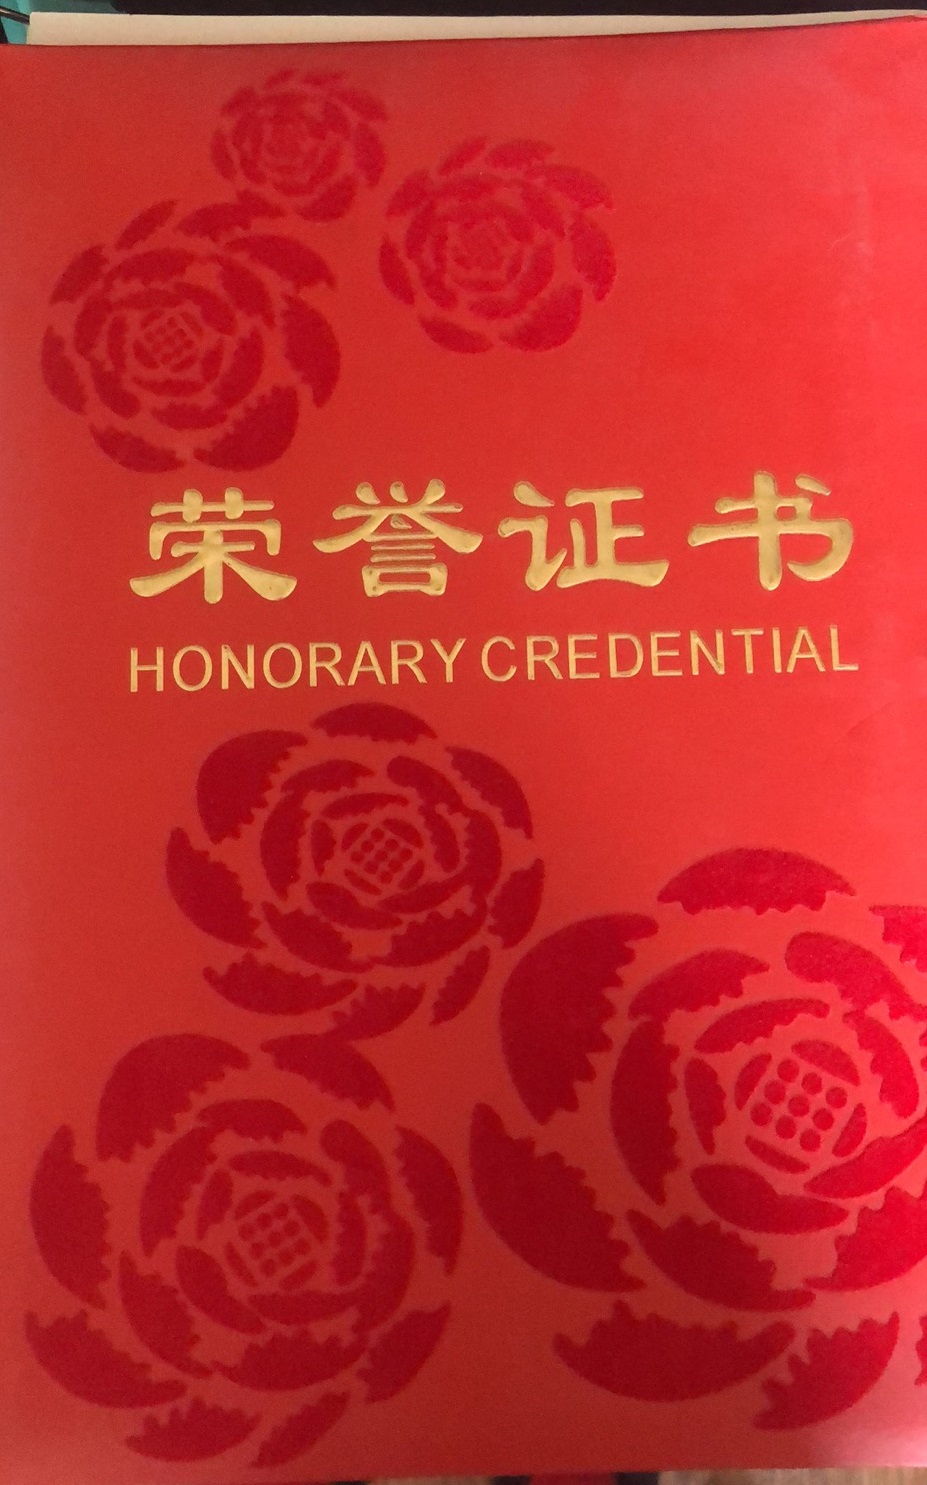 荣誉证书
HONORARY CREDENTIAL